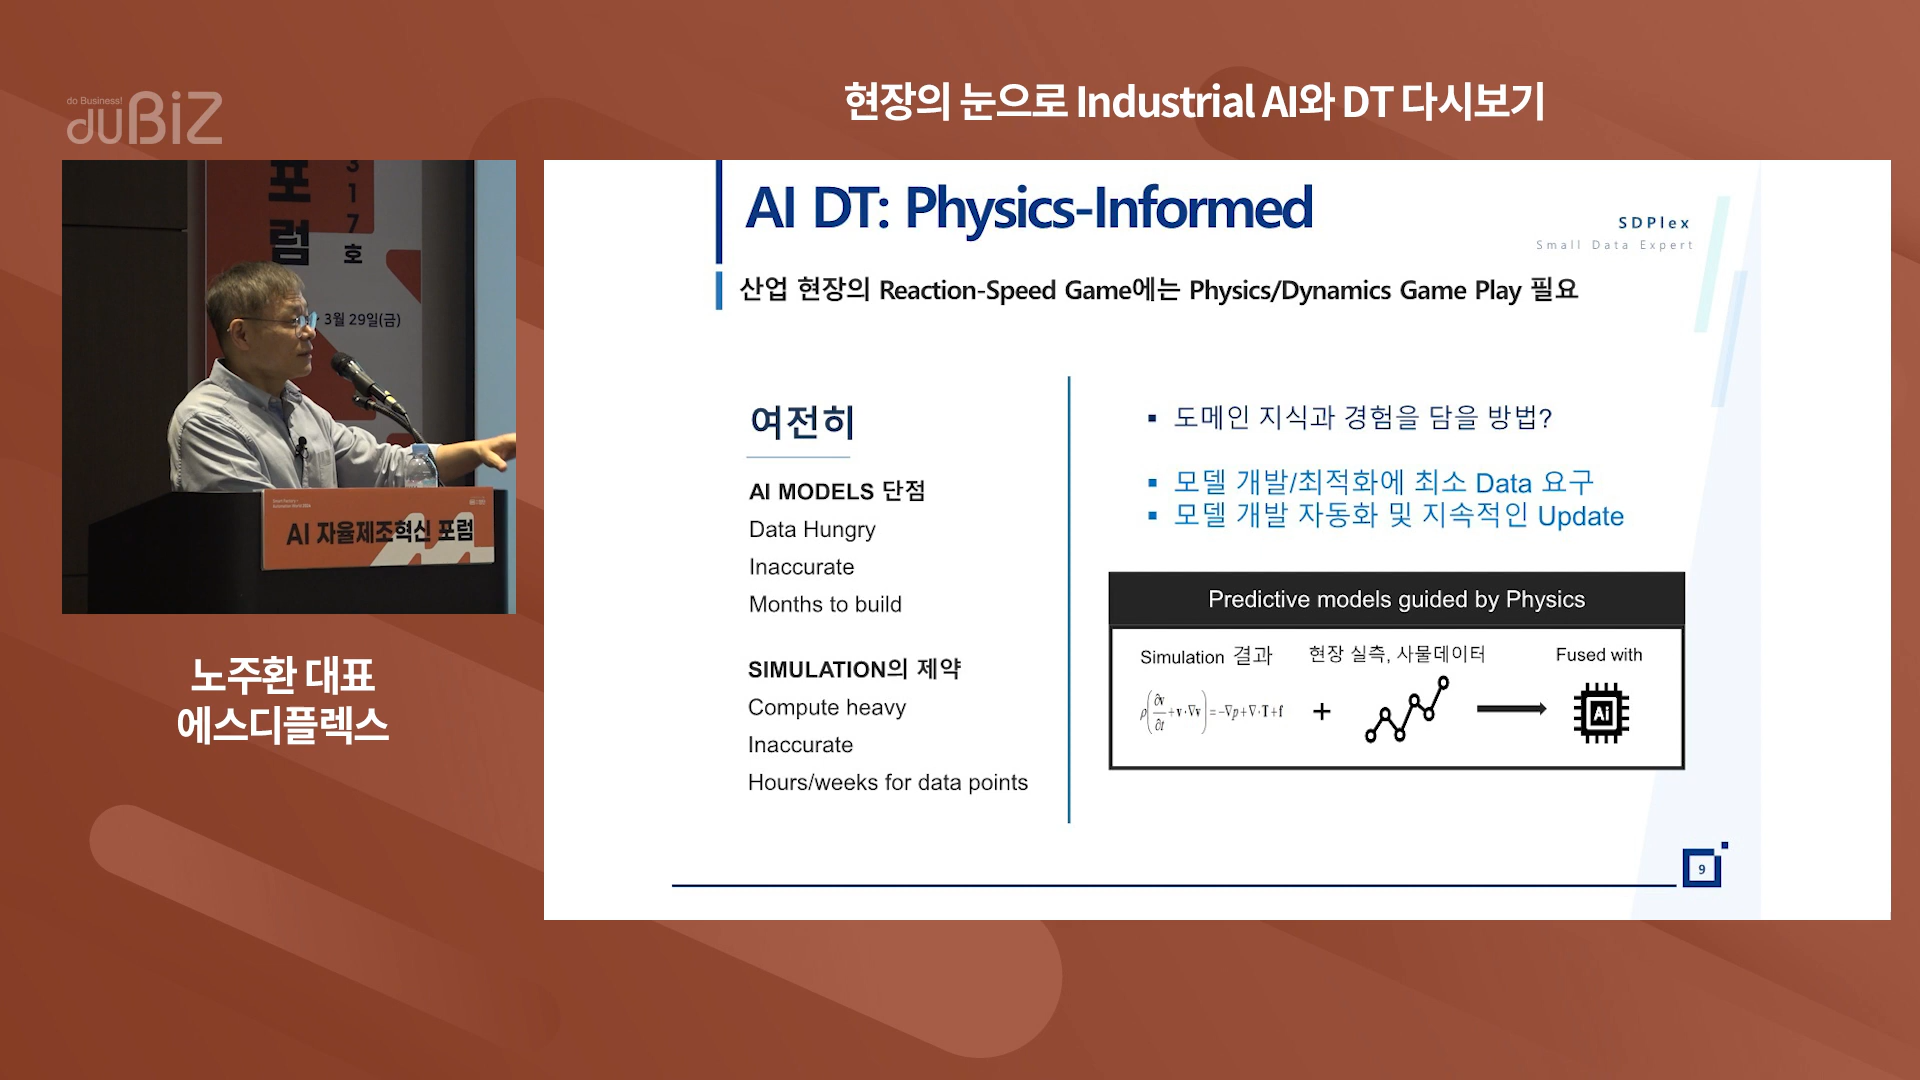 do Business!
duBiZ
현장의 눈으로 Industrial AI와 DT 다시보기
포럼
317호
3월 29일(금)
AI 자율제조혁신 포럼
노주환 대표
에스디플렉스
AI DT: Physics-Informed
SDPlex
Small Data Expert
산업 현장의 Reaction-Speed Game에는 Physics/Dynamics Game Play 필요
여전히
AI MODELS 단점
Data Hungry
Inaccurate
Months to build
SIMULATION의 제약
Compute heavy
Inaccurate
Hours/weeks for data points
▪ 도메인 지식과 경험을 담을 방법?
▪ 모델 개발/최적화에 최소 Data 요구
▪ 모델 개발 자동화 및 지속적인 Update
Predictive models guided by Physics
Simulation 결과
현장 실측, 사물데이터
Fused with
ρ(∂v/∂t+v·∇v)=−∇p+∇·T+f
+
Ai
9